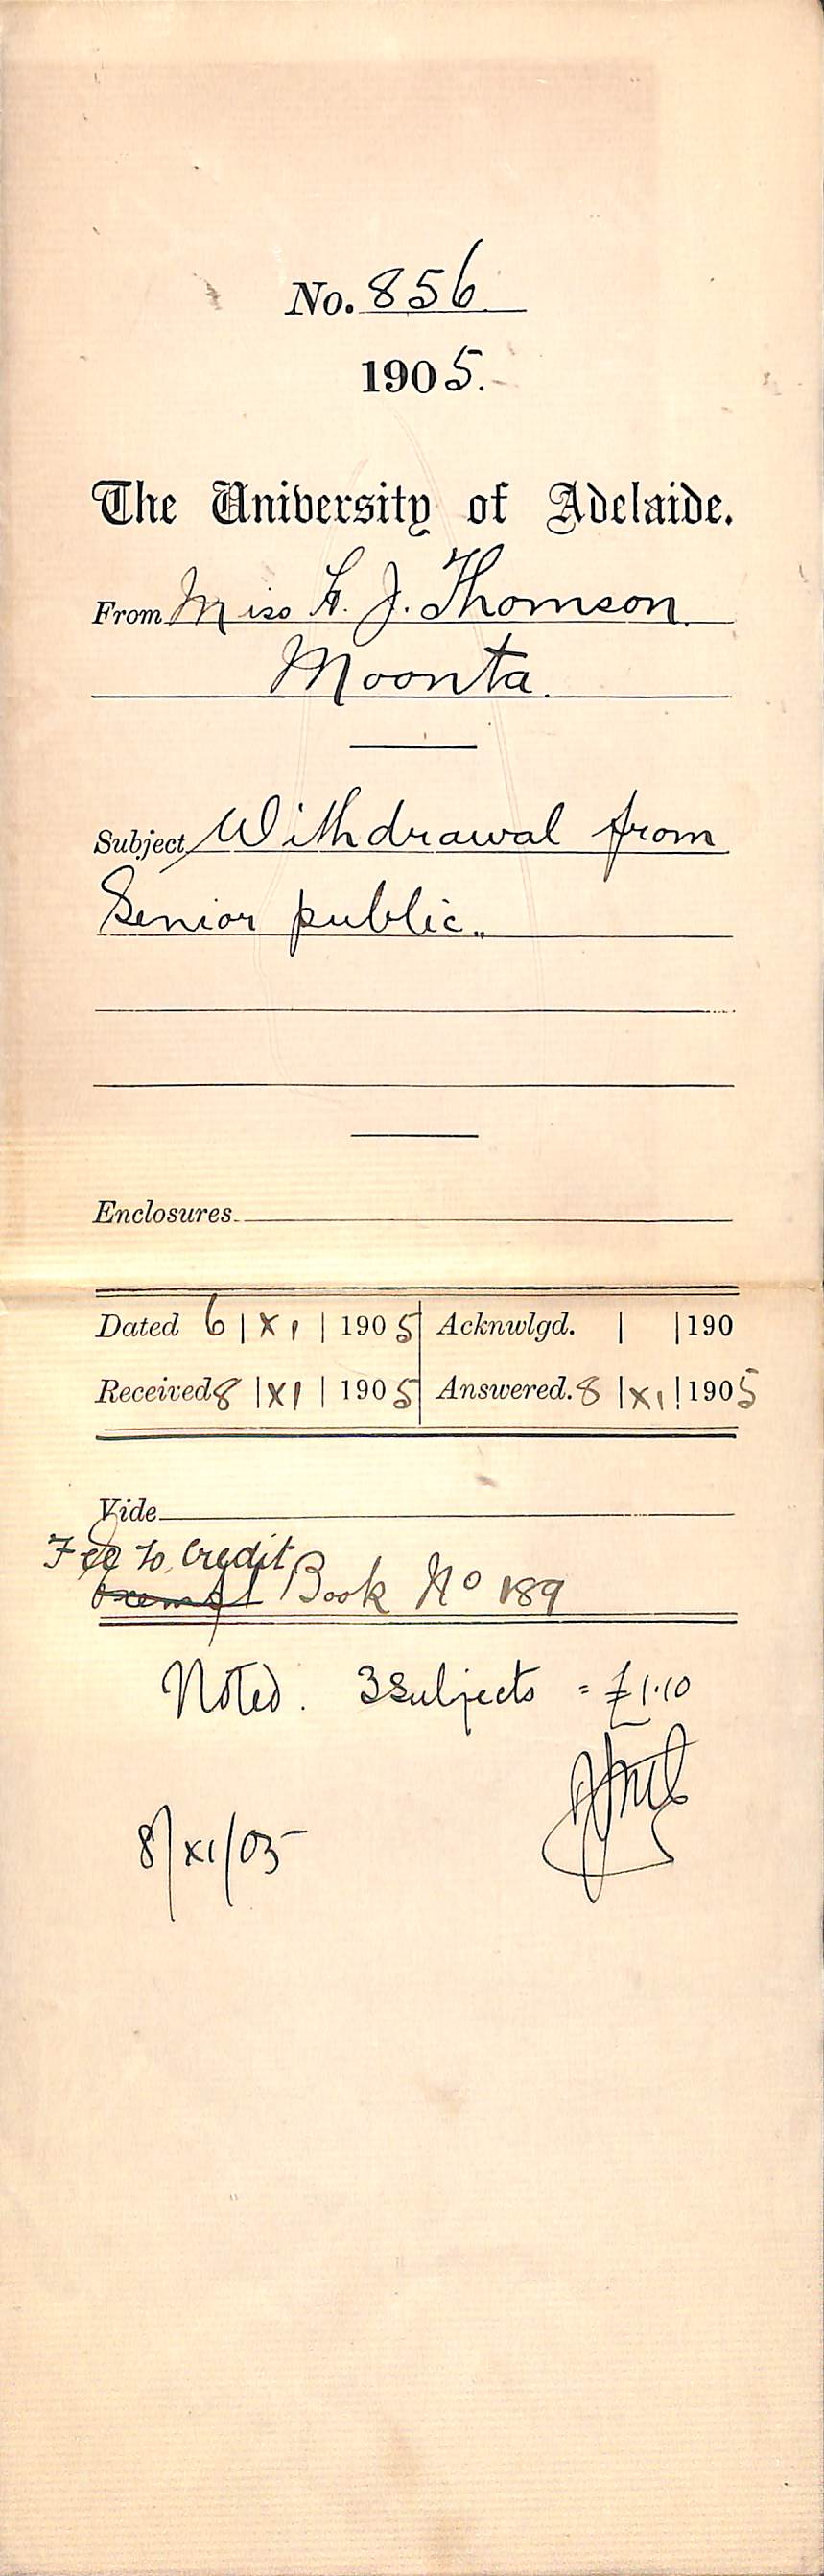 No. 856.
1905.
The University of Adelaide.
From Miss J. Thomson.
Moonta.
Subject Withdrawal from
Senior public.
Enclosures
Dated 6 | XI | 1905 Acknwlgd. | | 190
Received 8 | XI | 1905 Answered. 8 | XI | 1905
Vide
Fee to Credit
Exempt Book No 189
Noted. 3 Subjects = £1.10
8/XI/05